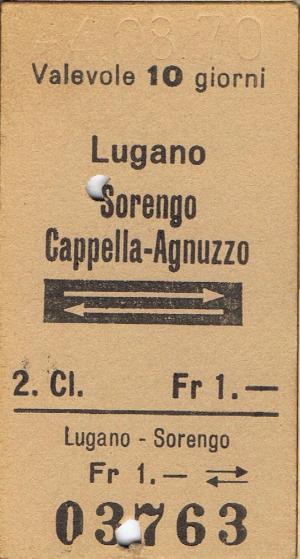 Valevole 10 giorni
Lugano
Sorengo
Cappella-Agnuzzo
2. Cl. Fr 1.—
Lugano - Sorengo
Fr 1.—
03763